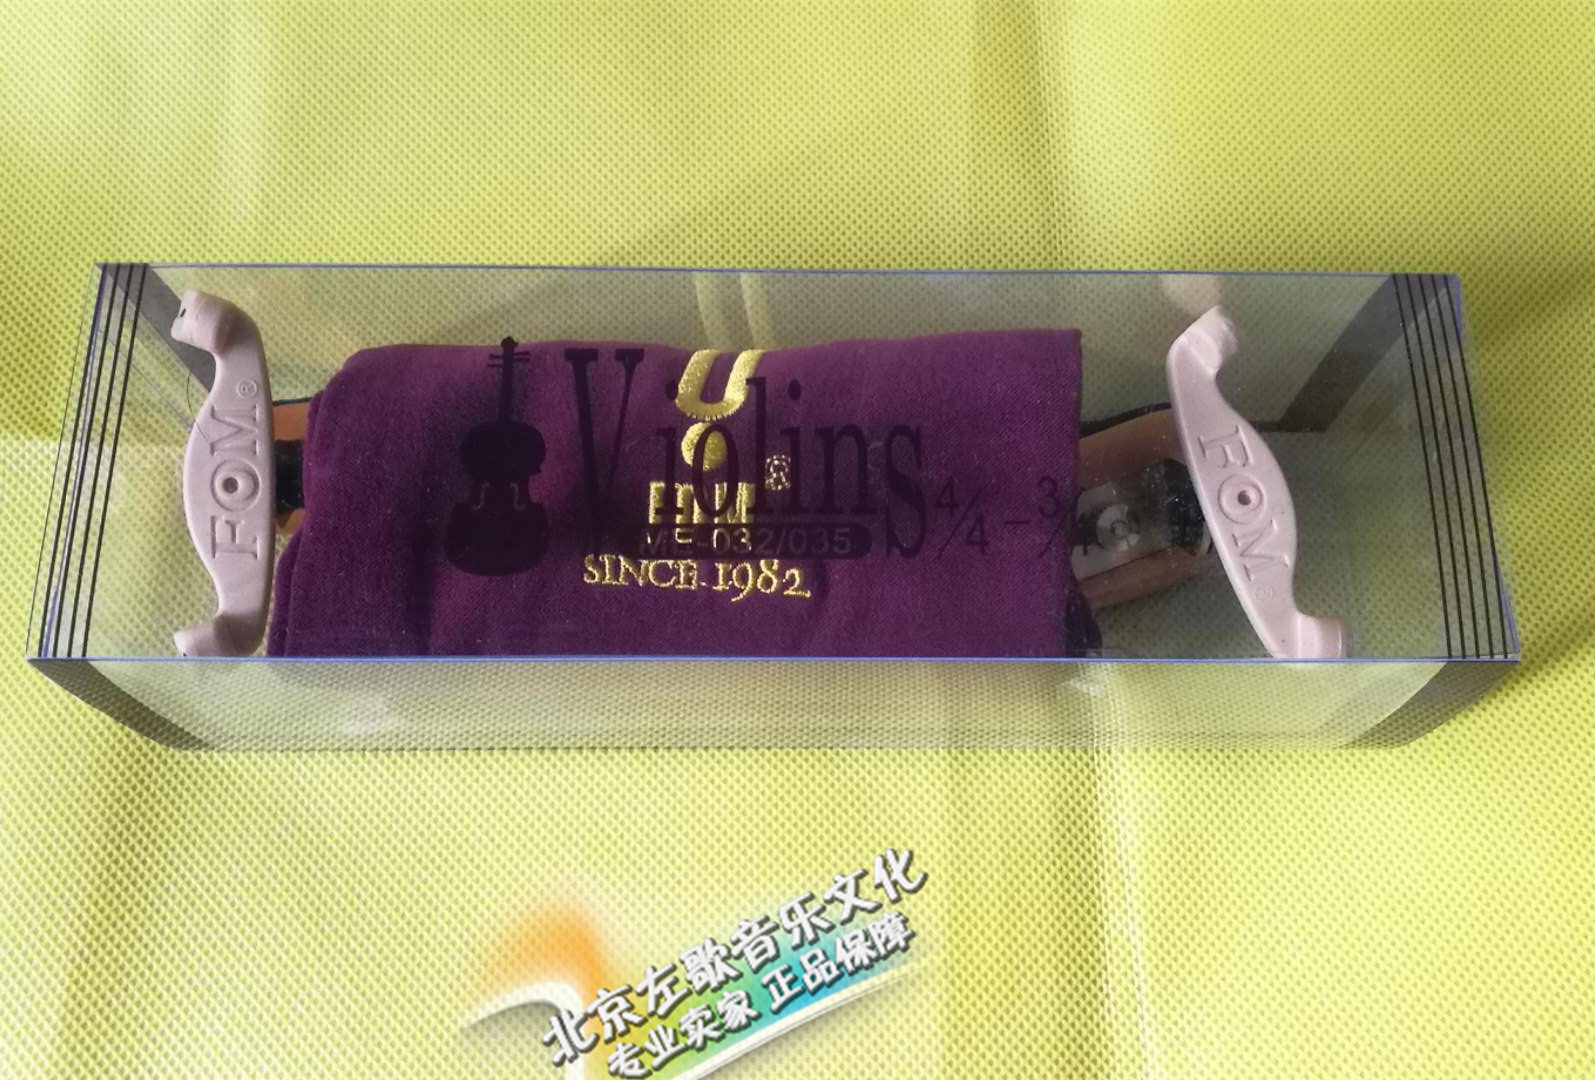 FOM®
Violins 4/4-3/4
ME-032/035
SINCE.1982
FOM
北京左歌音乐文化
专业卖家 正品保障